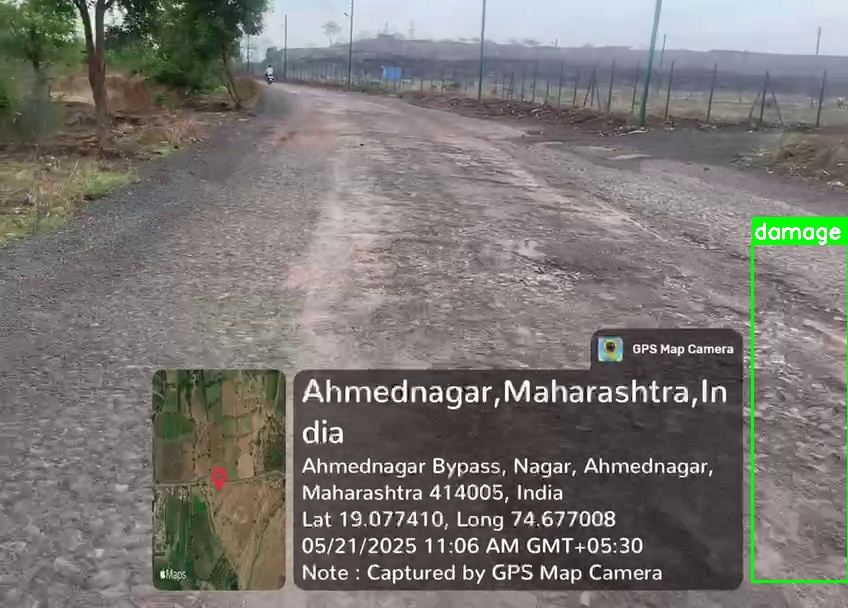 damage
GPS Map Camera
Ahmednagar,Maharashtra,In
dia
Ahmednagar Bypass, Nagar, Ahmednagar,
Maharashtra 414005, India
Lat 19.077410, Long 74.677008
05/21/2025 11:06 AM GMT+05:30
Note : Captured by GPS Map Camera
Maps